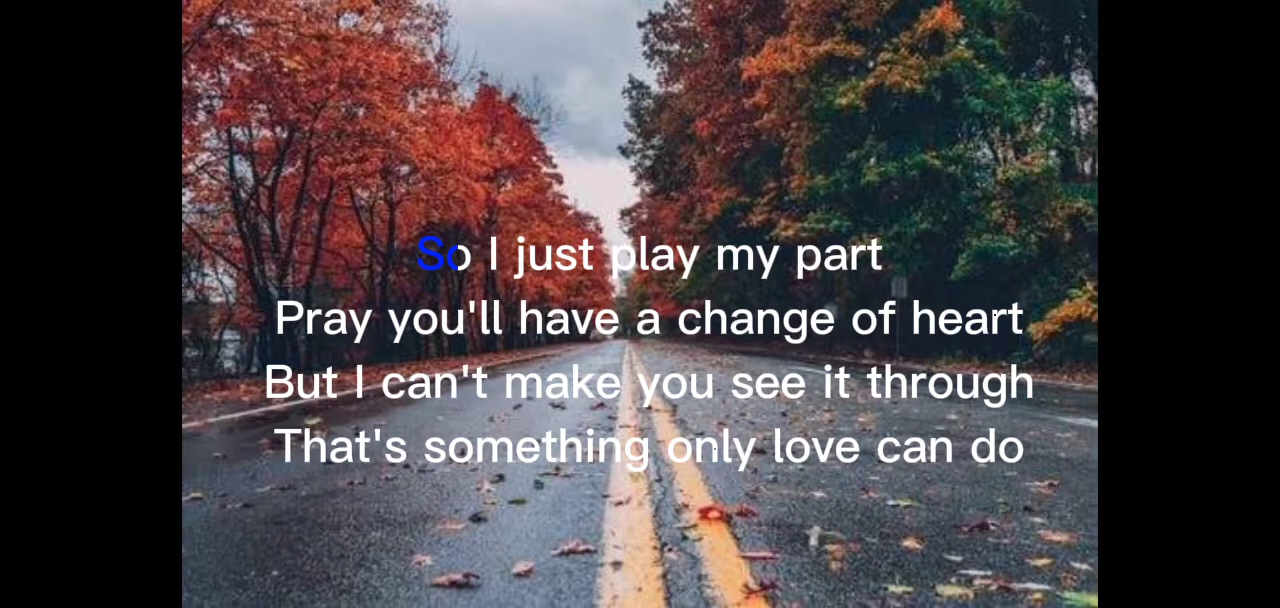 So I just play my part
Pray you'll have a change of heart
But I can't make you see it through
That's something only love can do